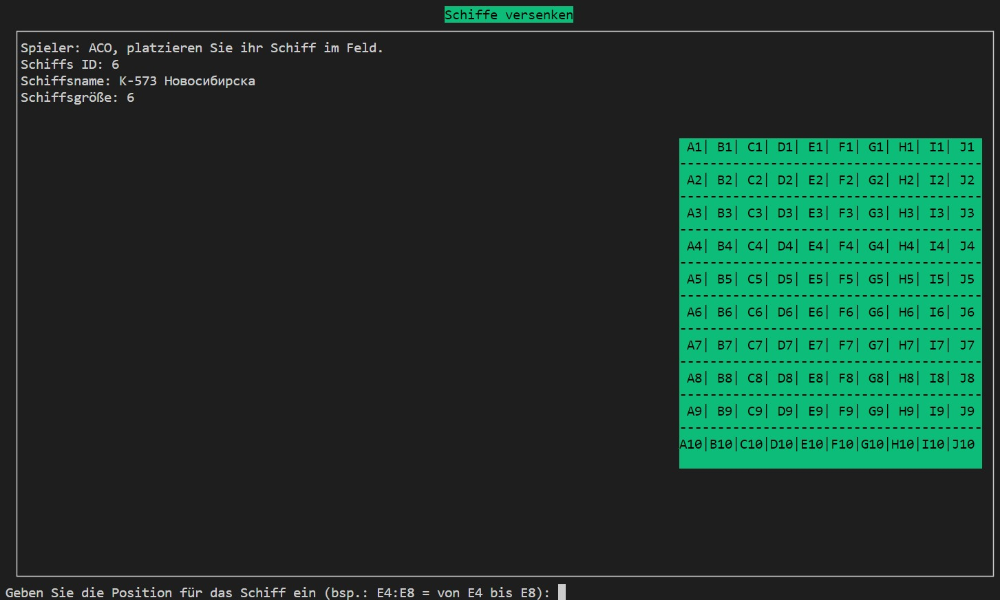 Schiffe versenken
Spieler: ACO, platzieren Sie ihr Schiff im Feld.
Schiffs ID: 6
Schiffsname: K-573 Новосибирска
Schiffsgröße: 6
A1| B1| C1| D1| E1| F1| G1| H1| I1| J1
----------------------------------------
A2| B2| C2| D2| E2| F2| G2| H2| I2| J2
----------------------------------------
A3| B3| C3| D3| E3| F3| G3| H3| I3| J3
----------------------------------------
A4| B4| C4| D4| E4| F4| G4| H4| I4| J4
----------------------------------------
A5| B5| C5| D5| E5| F5| G5| H5| I5| J5
----------------------------------------
A6| B6| C6| D6| E6| F6| G6| H6| I6| J6
----------------------------------------
A7| B7| C7| D7| E7| F7| G7| H7| I7| J7
----------------------------------------
A8| B8| C8| D8| E8| F8| G8| H8| I8| J8
----------------------------------------
A9| B9| C9| D9| E9| F9| G9| H9| I9| J9
----------------------------------------
A10|B10|C10|D10|E10|F10|G10|H10|I10|J10
Geben Sie die Position für das Schiff ein (bsp.: E4:E8 = von E4 bis E8):